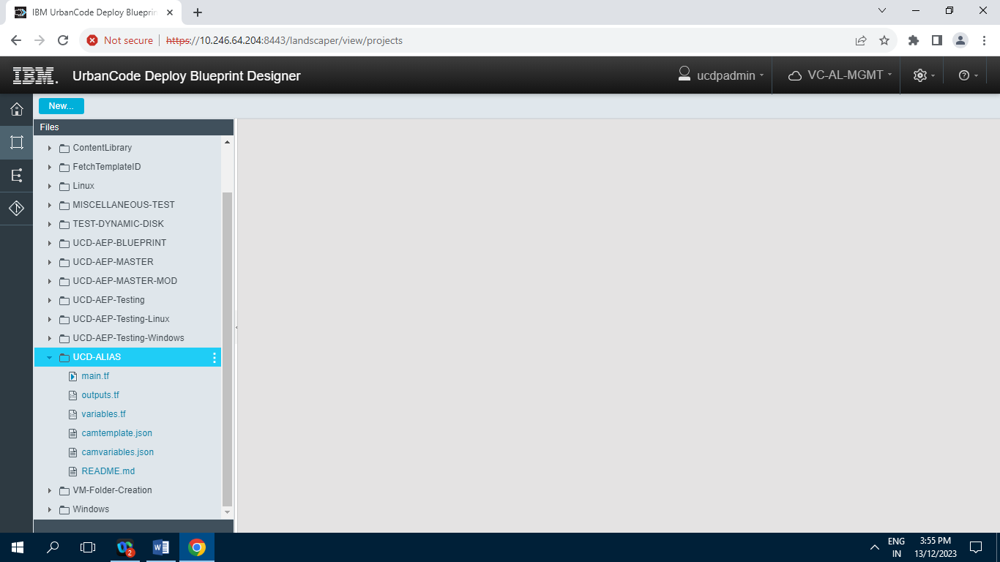 IBM UrbanCode Deploy Blueprin
Not secure
https://10.246.64.204:8443/landscaper/view/projects
IBM. UrbanCode Deploy Blueprint Designer
ucdpadmin
VC-AL-MGMT
New...
Files
ContentLibrary
FetchTemplateID
Linux
MISCELLANEOUS-TEST
TEST-DYNAMIC-DISK
UCD-AEP-BLUEPRINT
UCD-AEP-MASTER
UCD-AEP-MASTER-MOD
UCD-AEP-Testing
UCD-AEP-Testing-Linux
UCD-AEP-Testing-Windows
UCD-ALIAS
main.tf
outputs.tf
variables.tf
camtemplate.json
camvariables.json
README.md
VM-Folder-Creation
Windows
2
W
ENG
IN
3:55 PM
13/12/2023